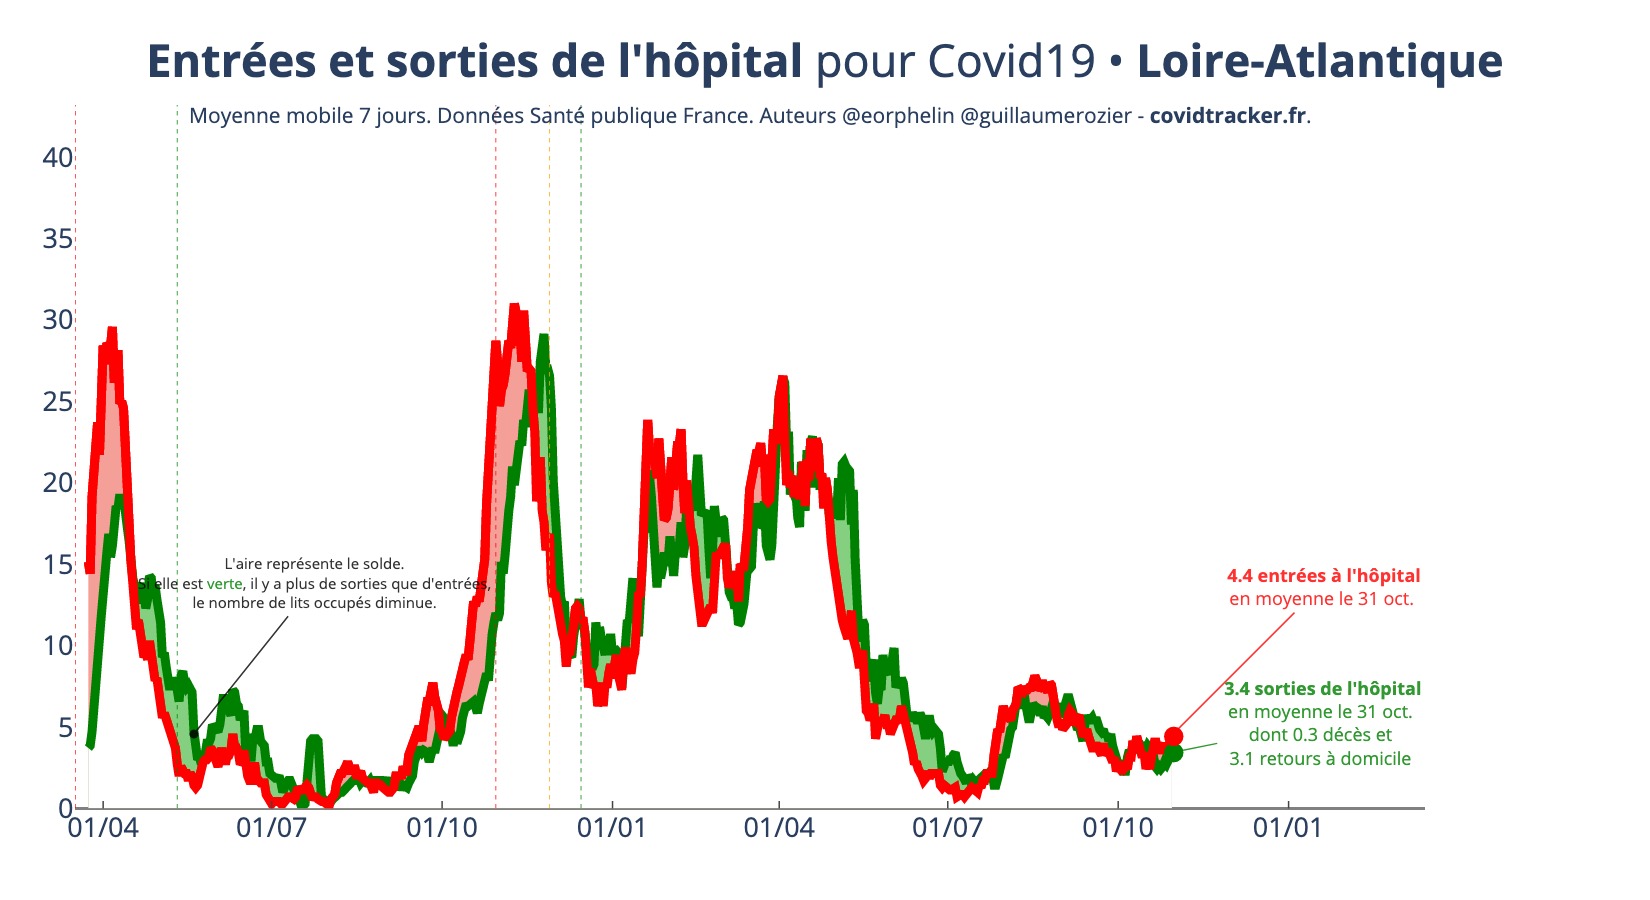 Entrées et sorties de l'hôpital pour Covid19 • Loire-Atlantique
Moyenne mobile 7 jours. Données Santé publique France. Auteurs @eorphelin @guillaumerozier - covidtracker.fr.
40
35
30
25
20
15
10
5
0
L'aire représente le solde.
Si elle est verte, il y a plus de sorties que d'entrées,
le nombre de lits occupés diminue.
4.4 entrées à l'hôpital
en moyenne le 31 oct.
3.4 sorties de l'hôpital
en moyenne le 31 oct.
dont 0.3 décès et
3.1 retours à domicile
01/04 01/07 01/10 01/01 01/04 01/07 01/10 01/01